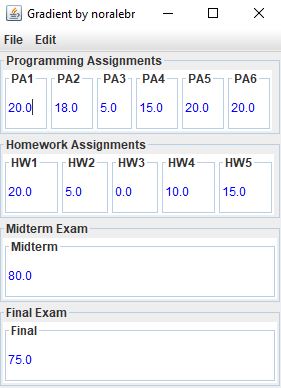 Gradient by noralebr
File Edit
Programming Assignments
PA1 PA2 PA3 PA4 PA5 PA6
20.0 18.0 5.0 15.0 20.0 20.0
Homework Assignments
HW1 HW2 HW3 HW4 HW5
20.0 5.0 0.0 10.0 15.0
Midterm Exam
Midterm
80.0
Final Exam
Final
75.0